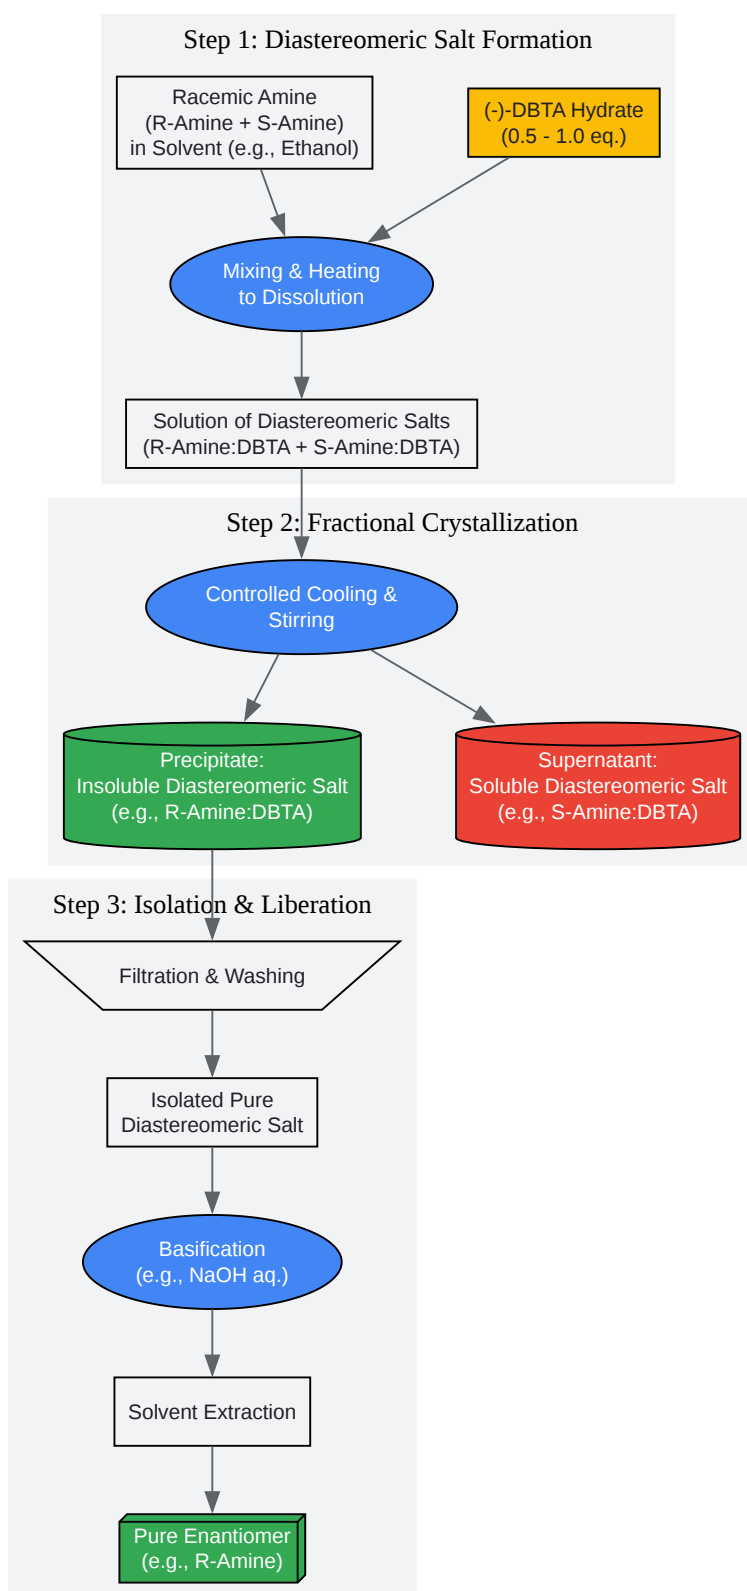 Step 1: Diastereomeric Salt Formation
Racemic Amine
(R-Amine + S-Amine)
in Solvent (e.g., Ethanol)
(-)-DBTA Hydrate
(0.5 - 1.0 eq.)
Mixing & Heating
to Dissolution
Solution of Diastereomeric Salts
(R-Amine:DBTA + S-Amine:DBTA)
Step 2: Fractional Crystallization
Controlled Cooling &
Stirring
Precipitate:
Insoluble Diastereomeric Salt
(e.g., R-Amine:DBTA)
Supernatant:
Soluble Diastereomeric Salt
(e.g., S-Amine:DBTA)
Step 3: Isolation & Liberation
Filtration & Washing
Isolated Pure
Diastereomeric Salt
Basification
(e.g., NaOH aq.)
Solvent Extraction
Pure Enantiomer
(e.g., R-Amine)